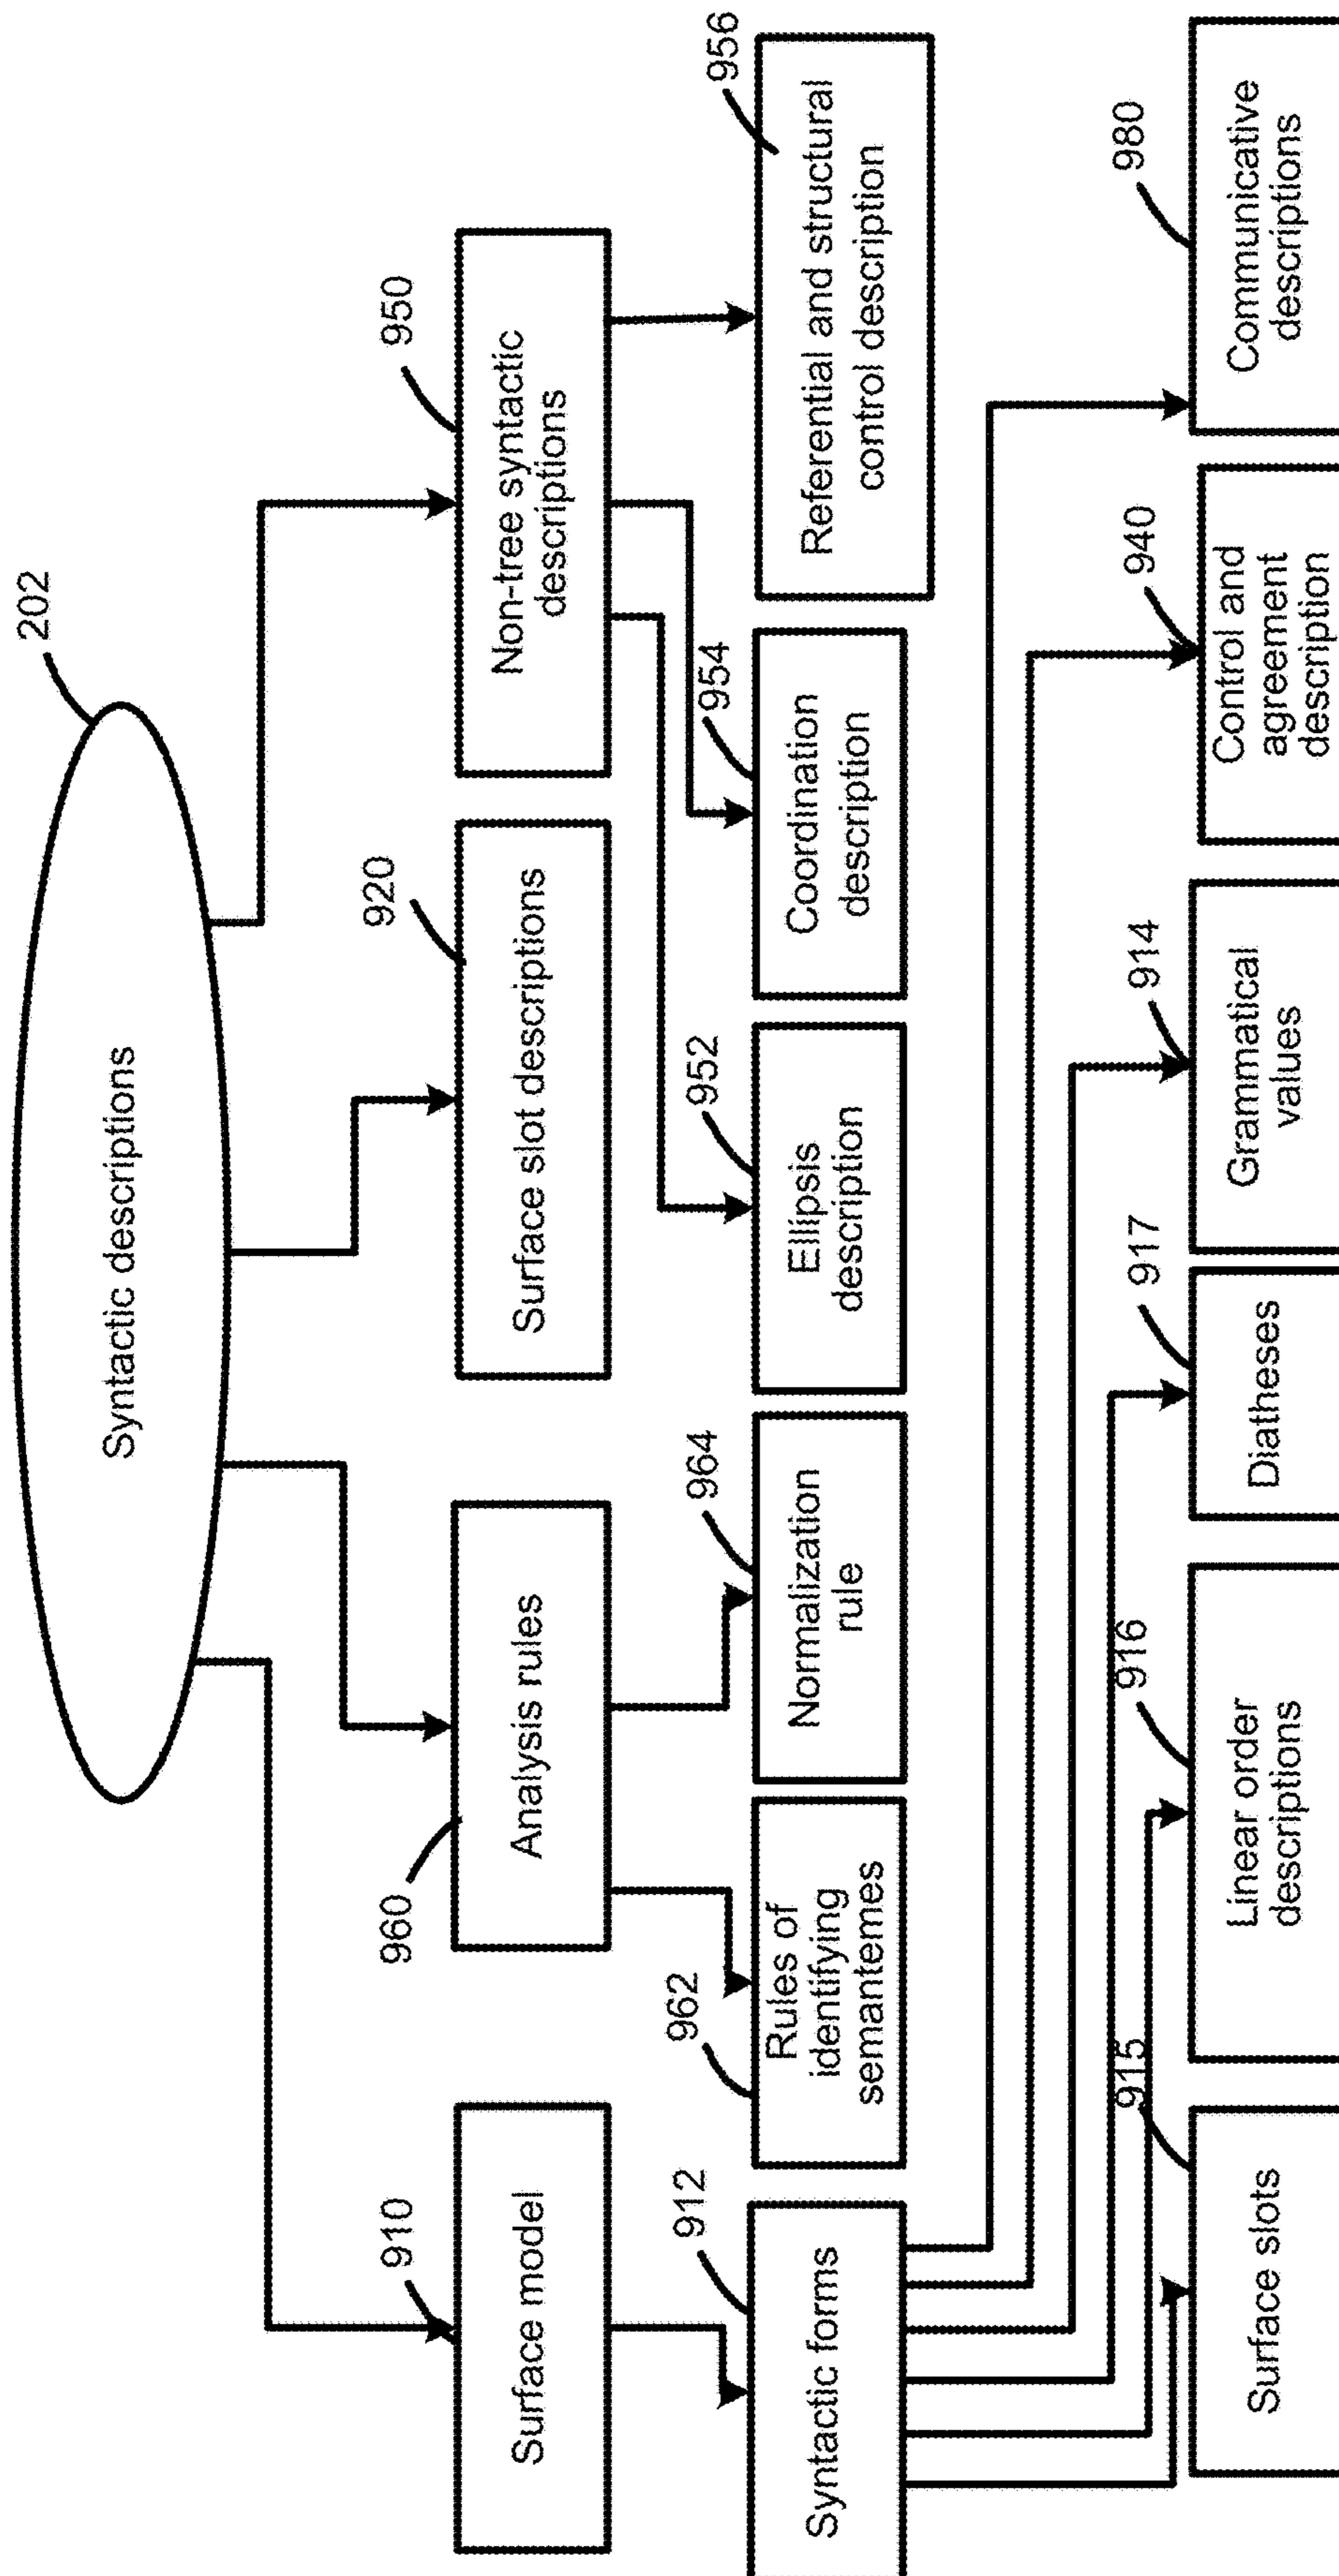 202
Syntactic descriptions
910
Surface model
960
Analysis rules
920
Surface slot descriptions
950
Non-tree syntactic
descriptions
912
Syntactic forms
962
Rules of
identifying
semantemes
964
Normalization
rule
952
Ellipsis
description
954
Coordination
description
956
Referential and structural
control description
915
Surface slots
916
Linear order
descriptions
917
Diatheses
914
Grammatical
values
940
Control and
agreement
description
980
Communicative
descriptions